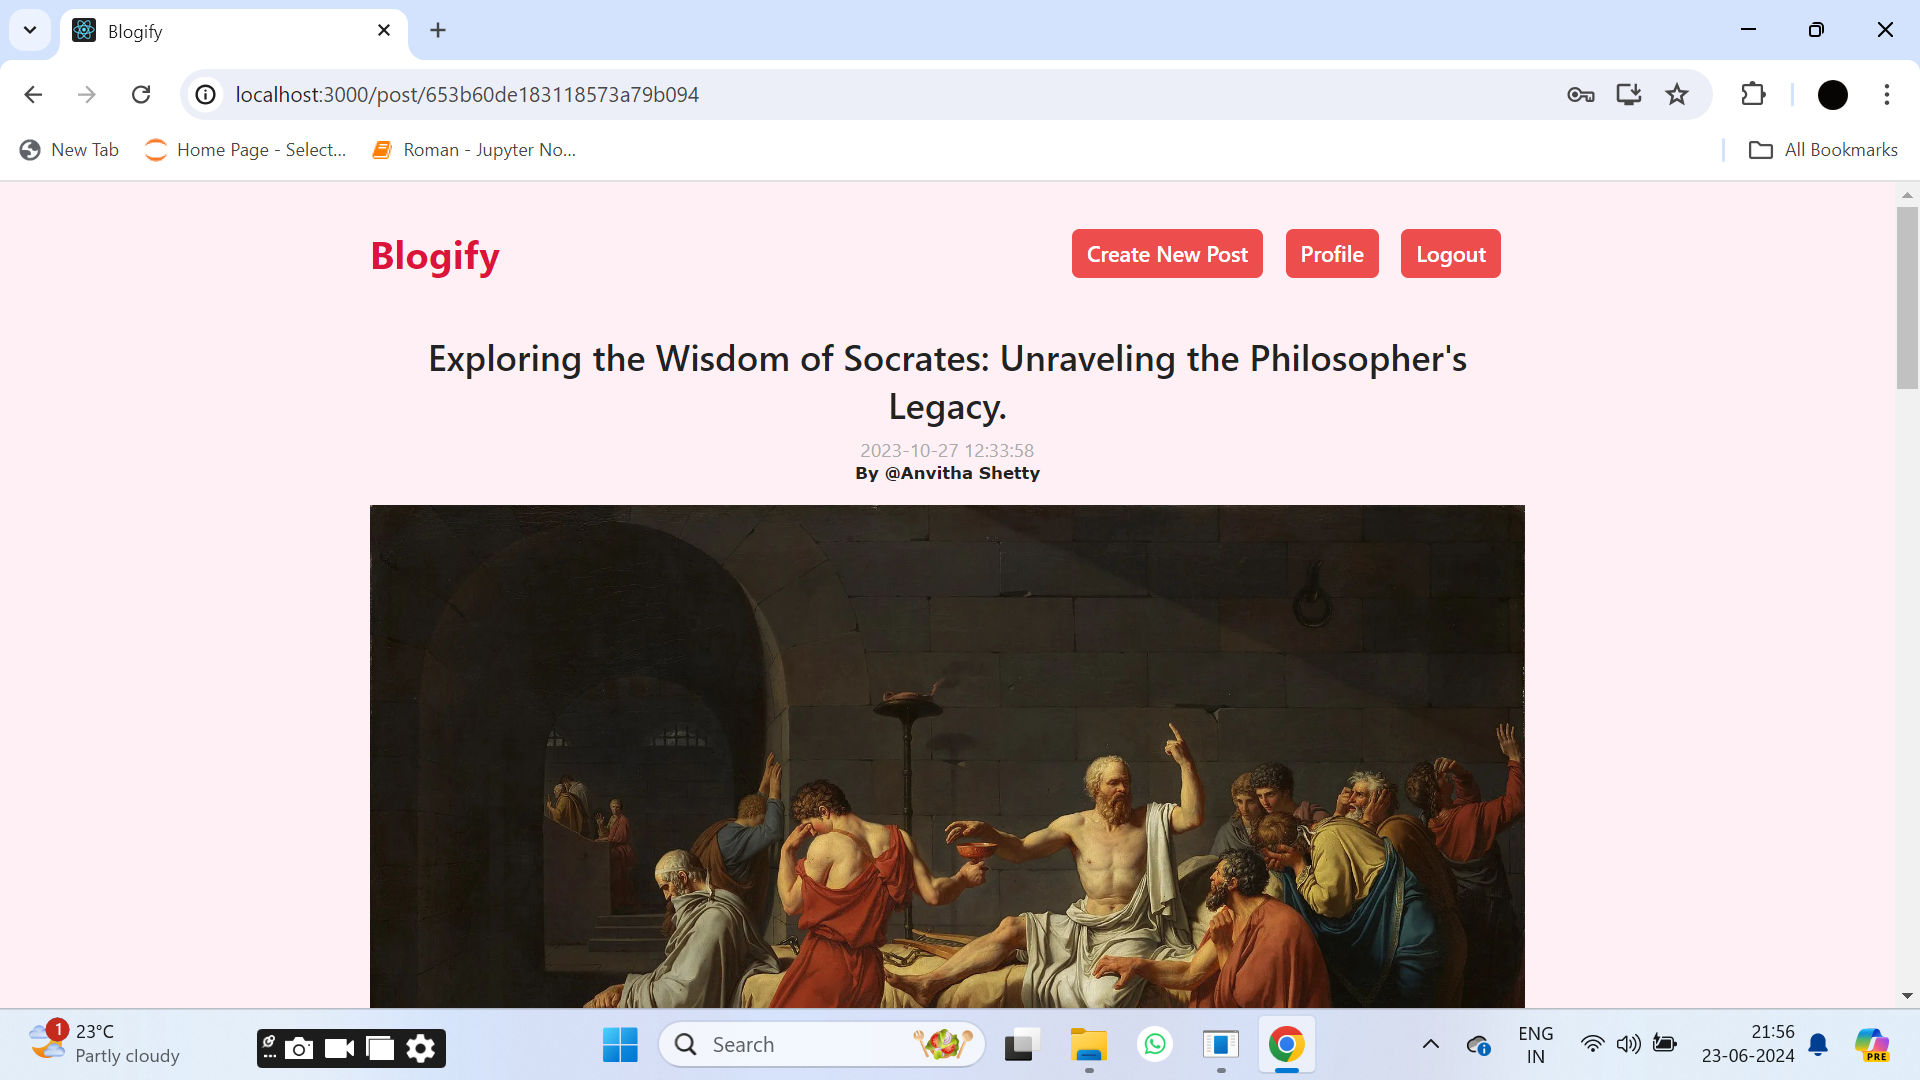 Blogify
localhost:3000/post/653b60de183118573a79b094
New Tab
Home Page - Select...
Roman - Jupyter No...
All Bookmarks
Blogify
Create New Post
Profile
Logout
Exploring the Wisdom of Socrates: Unraveling the Philosopher's
Legacy.
2023-10-27 12:33:58
By @Anvitha Shetty
1
23°C
Partly cloudy
Search
ENG
IN
21:56
23-06-2024
PRE